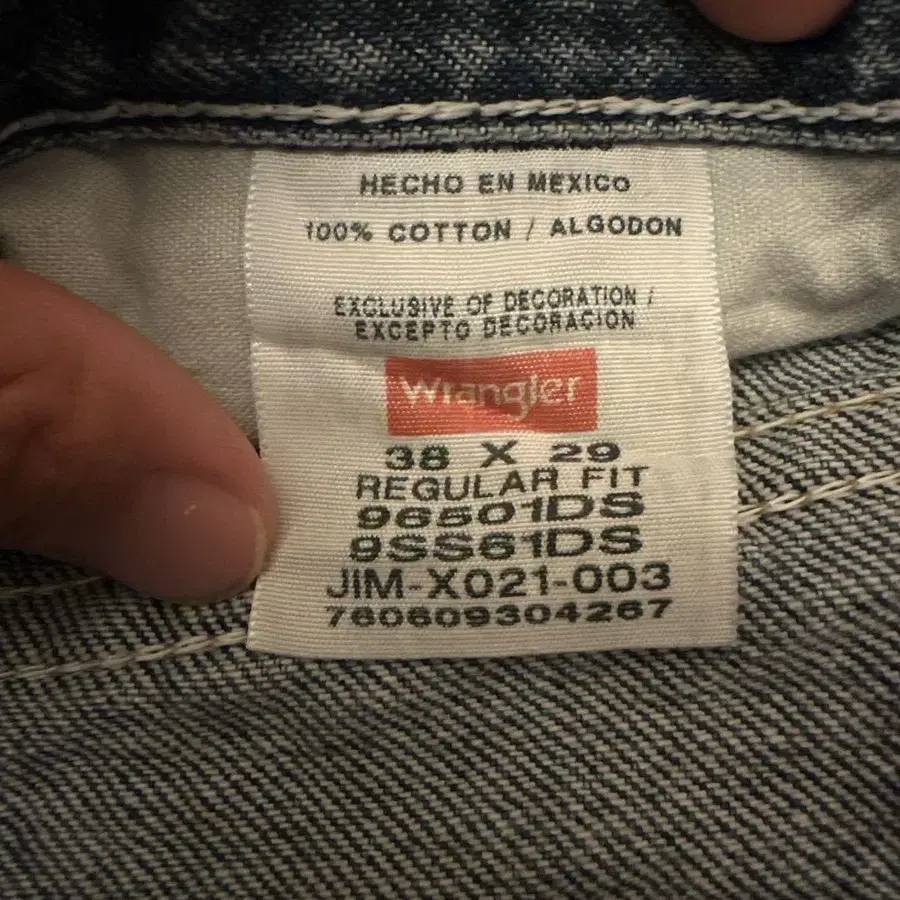 HECHO EN MEXICO
100% COTTON / ALGODON
EXCLUSIVE OF DECORATION /
EXCEPTO DECORACION
Wrangler
38 X 29
REGULAR FIT
96501DS
9SS61DS
JIM-X021-003
760609304267